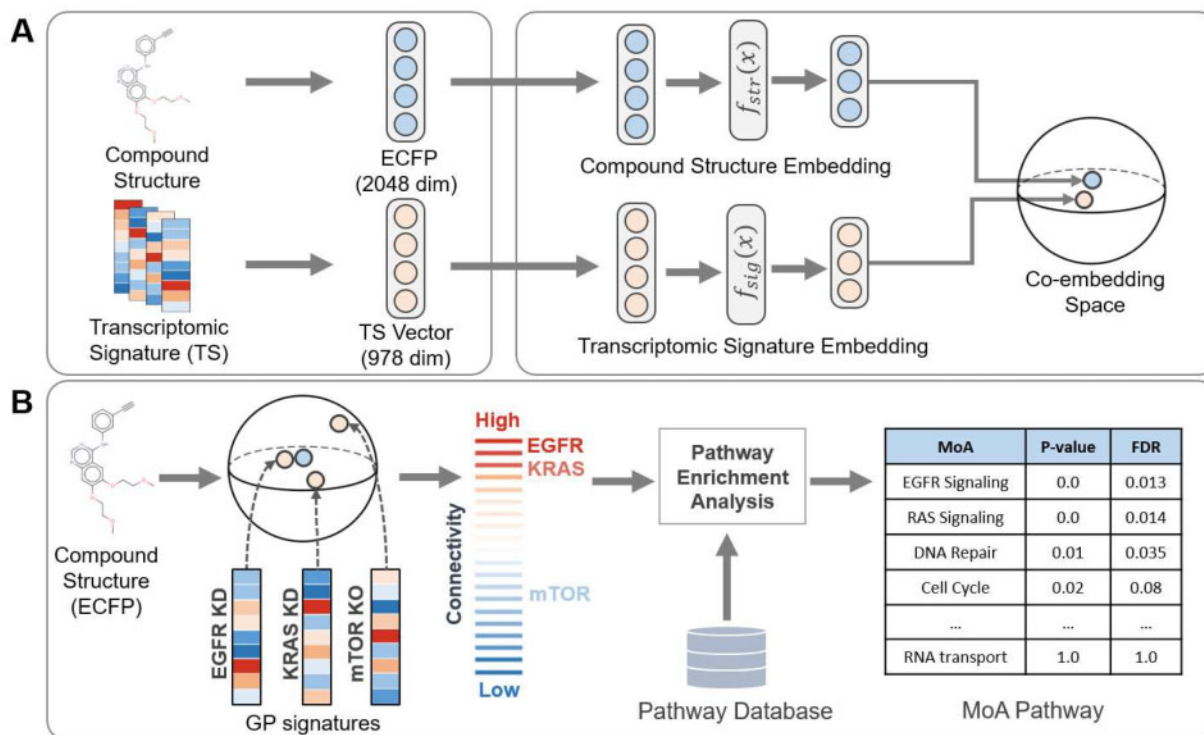 A
Compound
Structure
ECFP
(2048 dim)
f_str(x)
Compound Structure Embedding
Transcriptomic
Signature (TS)
TS Vector
(978 dim)
f_sig(x)
Transcriptomic Signature Embedding
Co-embedding
Space
B
Compound
Structure
(ECFP)
EGFR KD
KRAS KD
mTOR KO
GP signatures
High
EGFR
KRAS
Connectivity
mTOR
Low
Pathway
Enrichment
Analysis
Pathway Database
MoA P-value FDR
EGFR Signaling 0.0 0.013
RAS Signaling 0.0 0.014
DNA Repair 0.01 0.035
Cell Cycle 0.02 0.08
... ... ...
RNA transport 1.0 1.0
MoA Pathway